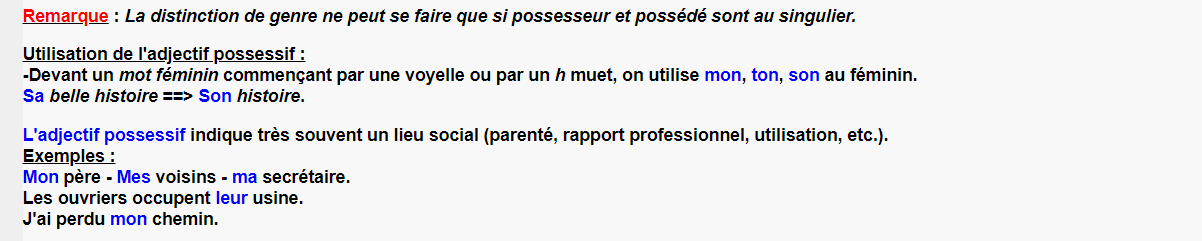 Remarque : La distinction de genre ne peut se faire que si possesseur et possédé sont au singulier.
Utilisation de l'adjectif possessif :
-Devant un mot féminin commençant par une voyelle ou par un h muet, on utilise mon, ton, son au féminin.
Sa belle histoire ==> Son histoire.
L'adjectif possessif indique très souvent un lieu social (parenté, rapport professionnel, utilisation, etc.).
Exemples :
Mon père - Mes voisins - ma secrétaire.
Les ouvriers occupent leur usine.
J'ai perdu mon chemin.